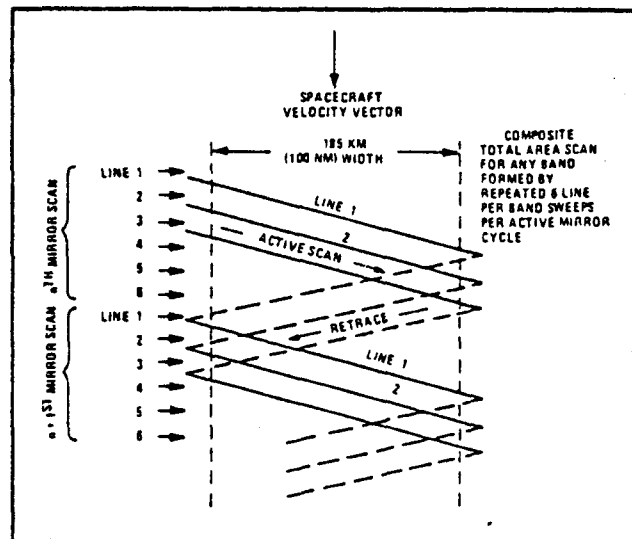 SPACECRAFT
VELOCITY VECTOR
185 KM
(100 NM) WIDTH
COMPOSITE
TOTAL AREA SCAN
FOR ANY BAND
FORMED BY
REPEATED 6 LINE
PER BAND SWEEPS
PER ACTIVE MIRROR
CYCLE
nTH MIRROR SCAN
LINE 1
2
3
4
5
6
LINE 1
2
ACTIVE SCAN
RETRACE
n + 1ST MIRROR SCAN
LINE 1
2
3
4
5
6
LINE 1
2